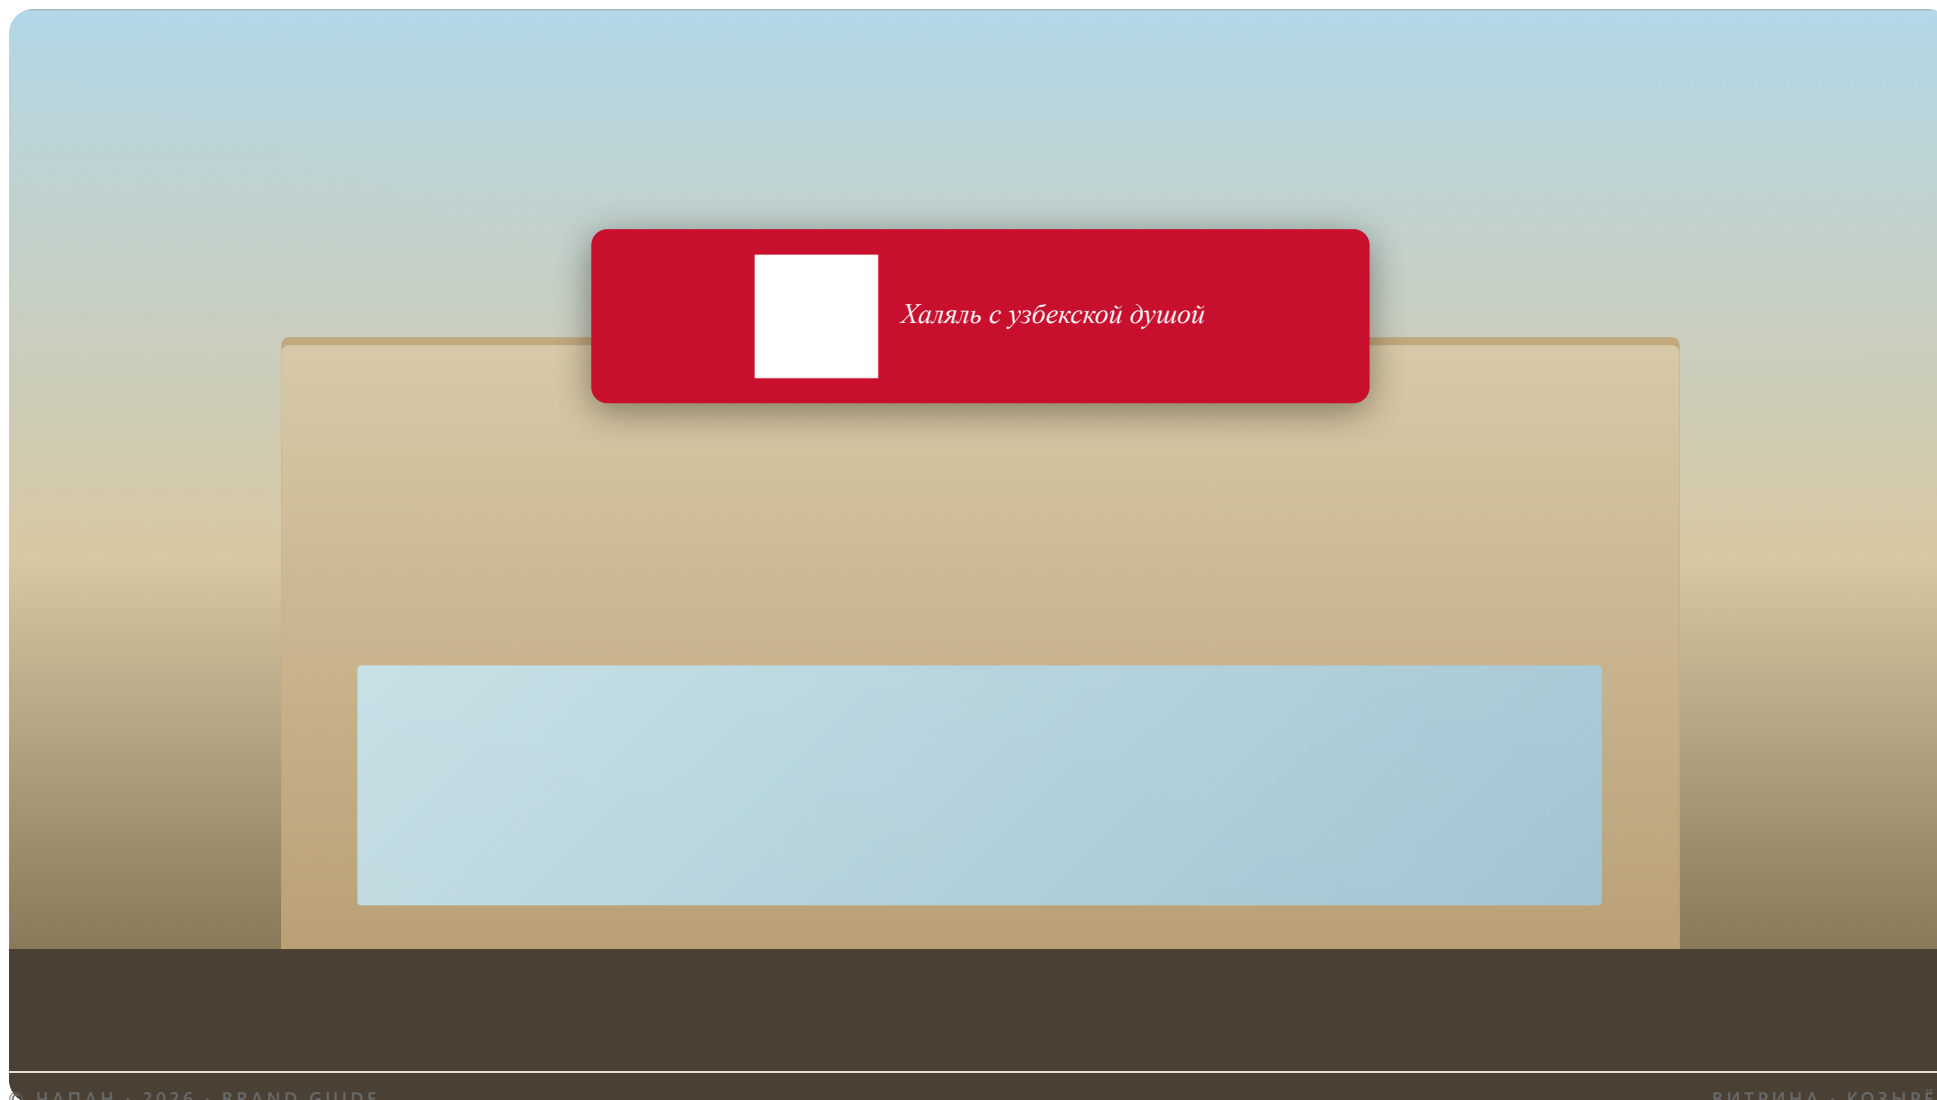 Халяль с узбекской душой
© ЧАПАН · 2026 · BRAND GUIDE
ВИТРИНА · КОЗЫРЁ